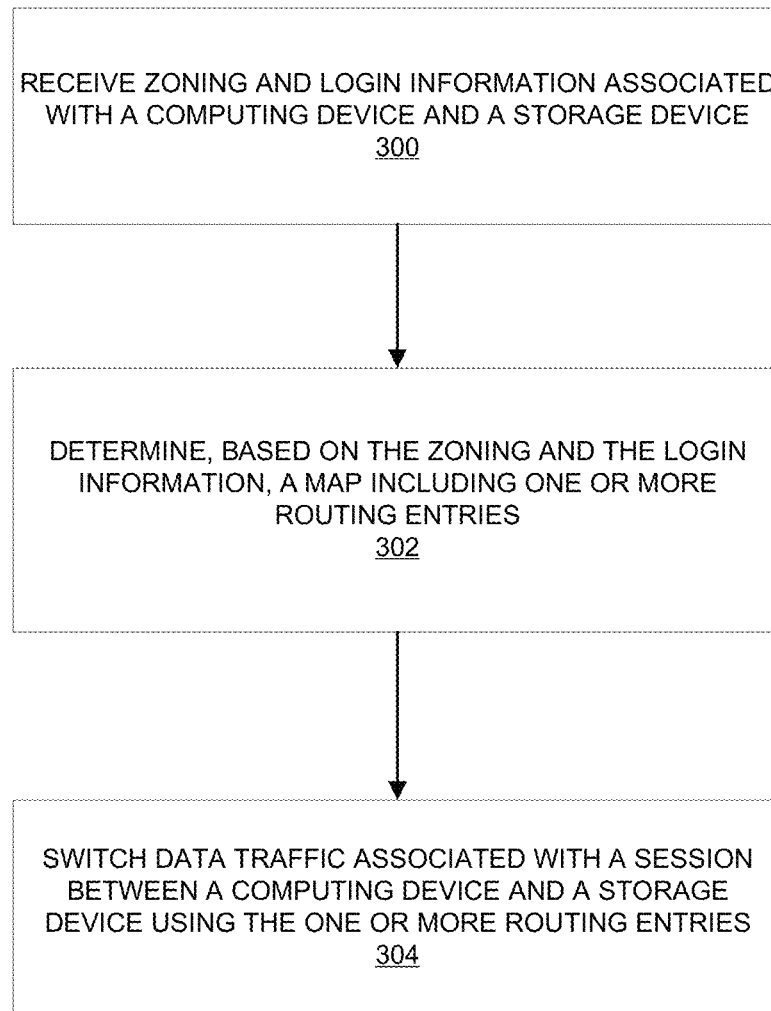 RECEIVE ZONING AND LOGIN INFORMATION ASSOCIATED
WITH A COMPUTING DEVICE AND A STORAGE DEVICE
300
DETERMINE, BASED ON THE ZONING AND THE LOGIN
INFORMATION, A MAP INCLUDING ONE OR MORE
ROUTING ENTRIES
302
SWITCH DATA TRAFFIC ASSOCIATED WITH A SESSION
BETWEEN A COMPUTING DEVICE AND A STORAGE
DEVICE USING THE ONE OR MORE ROUTING ENTRIES
304